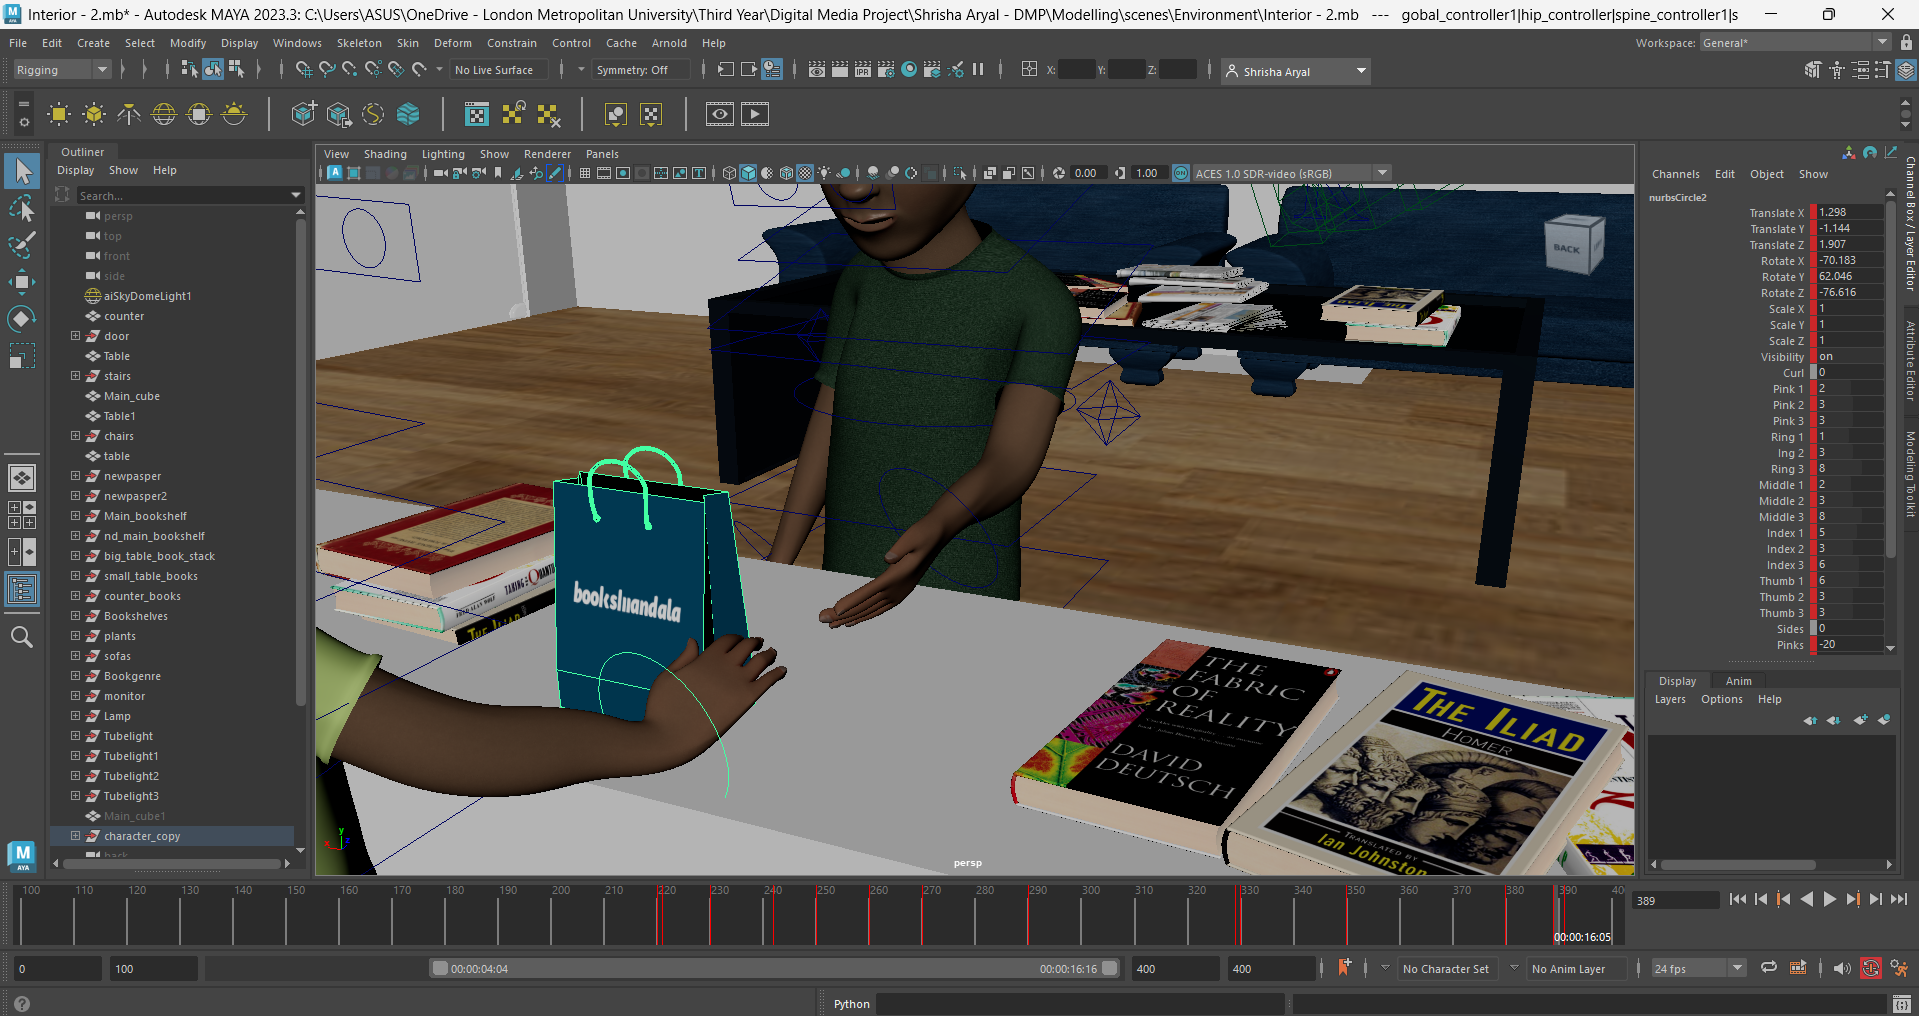 Interior - 2.mb* - Autodesk MAYA 2023.3: C:\Users\ASUS\OneDrive - London Metropolitan University\Third Year\Digital Media Project\Shrisha Aryal - DMP\Modelling\scenes\Environment\Interior - 2.mb --- gobal_controller1|hip_controller|spine_controller1|s
File Edit Create Select Modify Display Windows Skeleton Skin Deform Constrain Control Cache Arnold Help
Workspace: General*
Rigging
No Live Surface
Symmetry: Off
IPR
X: Y: Z:
Shrisha Aryal
Outliner
Display Show Help
Search...
persp
top
front
side
aiSkyDomeLight1
counter
door
Table
stairs
Main_cube
Table1
chairs
table
newpasper
newpasper2
Main_bookshelf
nd_main_bookshelf
big_table_book_stack
small_table_books
counter_books
Bookshelves
plants
sofas
Bookgenre
monitor
Lamp
Tubelight
Tubelight1
Tubelight2
Tubelight3
Main_cube1
character_copy
back
View Shading Lighting Show Renderer Panels
0.00 1.00 ON ACES 1.0 SDR-video (sRGB)
BACK
THE ILIAD
THE FABRIC
OF
REALITY
DAVID
DEUTSCH
THE ILIAD
HOMER
TRANSLATED BY
Ian Johnston
persp
y
Channels Edit Object Show
nurbsCircle2
Translate X 1.298
Translate Y -1.144
Translate Z 1.907
Rotate X -70.183
Rotate Y 62.046
Rotate Z -76.616
Scale X 1
Scale Y 1
Scale Z 1
Visibility on
Curl 0
Pink 1 2
Pink 2 3
Pink 3 3
Ring 1 1
Ing 2 3
Ring 3 8
Middle 1 2
Middle 2 3
Middle 3 8
Index 1 5
Index 2 3
Index 3 6
Thumb 1 6
Thumb 2 3
Thumb 3 3
Sides 0
Pinks -20
Channel Box / Layer Editor
Attribute Editor
Modeling Toolkit
Display Anim
Layers Options Help
M
AYA
100 110 120 130 140 150 160 170 180 190 200 210 220 230 240 250 260 270 280 290 300 310 320 330 340 350 360 370 380 390 40
00:00:16:05
389
0 100 00:00:04:04 00:00:16:16 400 400 No Character Set No Anim Layer 24 fps
Python